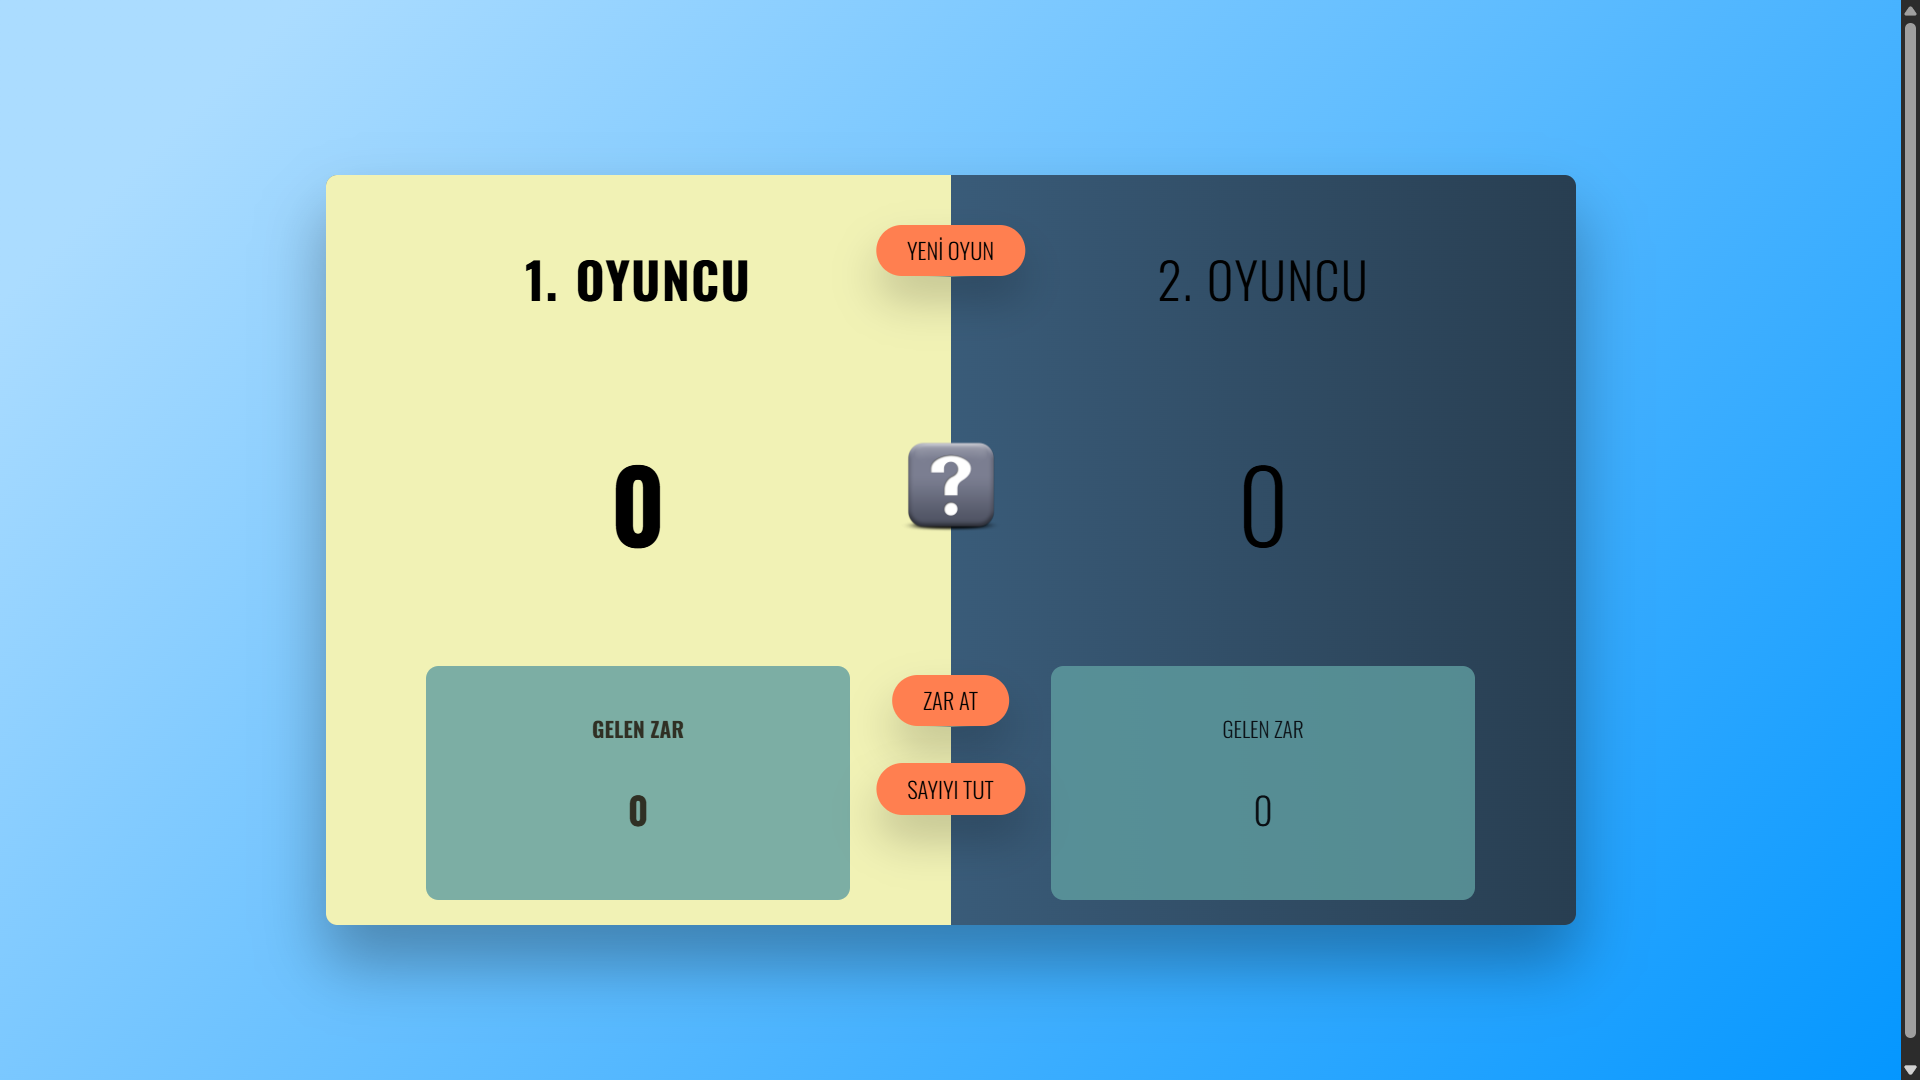 YENİ OYUN
1. OYUNCU
2. OYUNCU
0
?
0
ZAR AT
GELEN ZAR
GELEN ZAR
SAYIYI TUT
0
0